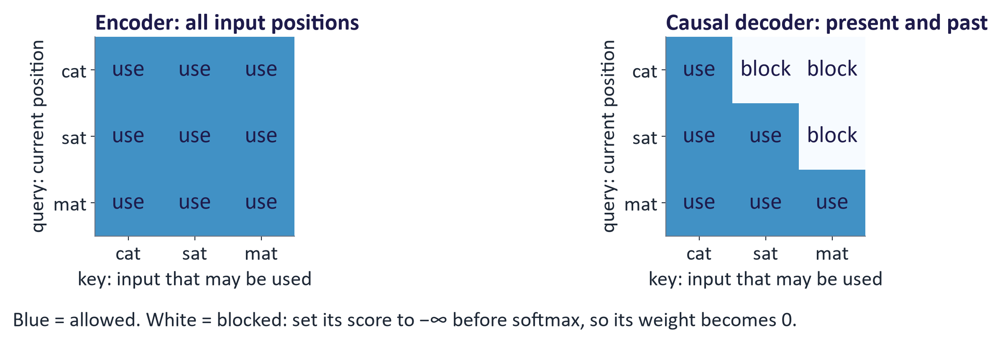 Encoder: all input positions
query: current position
cat use use use
sat use use use
mat use use use
cat sat mat
key: input that may be used
Causal decoder: present and past
query: current position
cat use block block
sat use use block
mat use use use
cat sat mat
key: input that may be used
Blue = allowed. White = blocked: set its score to −∞ before softmax, so its weight becomes 0.